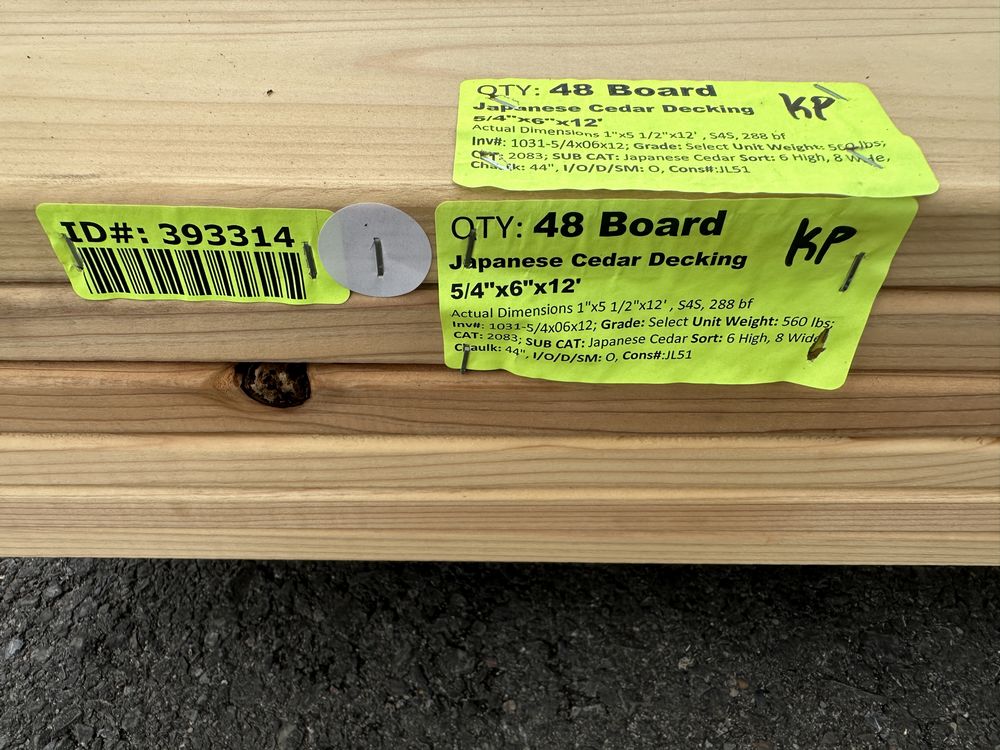 QTY: 48 Board
KP
Japanese Cedar Decking
5/4"x6"x12'
Actual Dimensions 1"x5 1/2"x12' , S4S, 288 bf
Inv#: 1031-5/4x06x12; Grade: Select Unit Weight: 560 lbs;
CAT: 2083; SUB CAT: Japanese Cedar Sort: 6 High, 8 Wide,
Chaulk: 44", I/O/D/SM: O, Cons#:JL51
ID#: 393314
QTY: 48 Board
KP
Japanese Cedar Decking
5/4"x6"x12'
Actual Dimensions 1"x5 1/2"x12' , S4S, 288 bf
Inv#: 1031-5/4x06x12; Grade: Select Unit Weight: 560 lbs;
CAT: 2083; SUB CAT: Japanese Cedar Sort: 6 High, 8 Wide,
Chaulk: 44", I/O/D/SM: O, Cons#:JL51